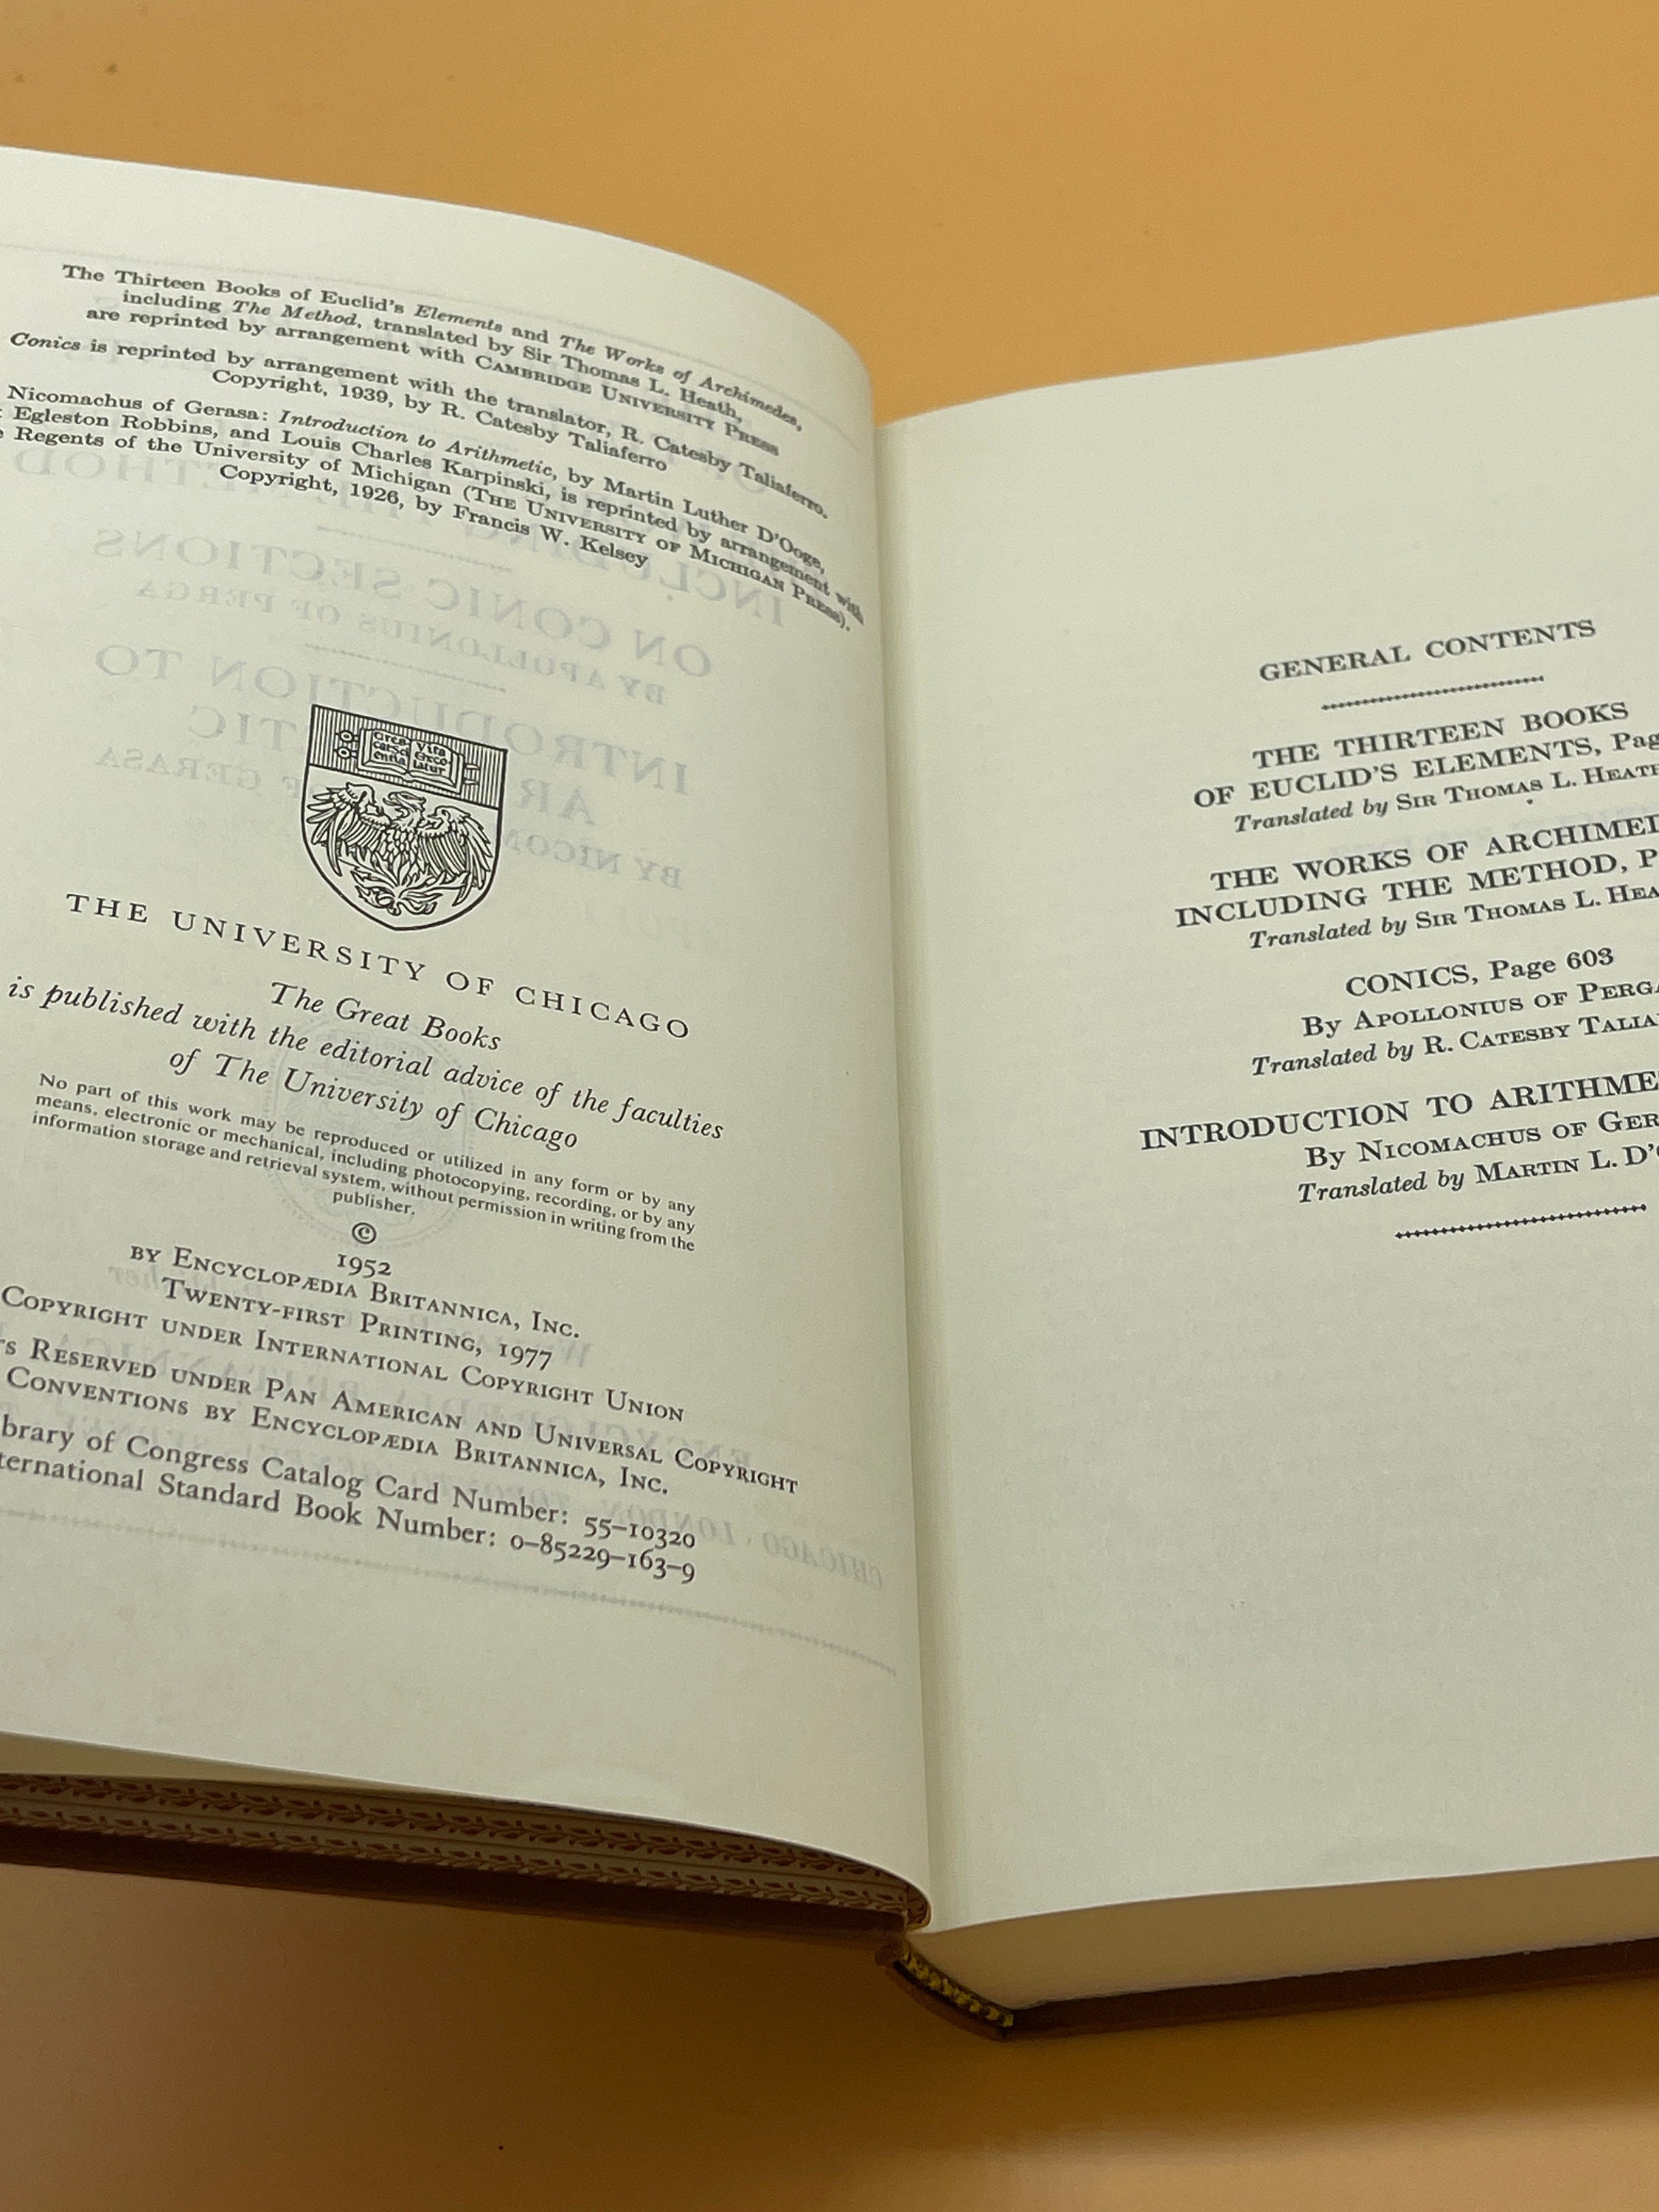 The Thirteen Books of Euclid's Elements and The Works of Archimedes,
including The Method, translated by Sir Thomas L. Heath,
are reprinted by arrangement with CAMBRIDGE UNIVERSITY PRESS
Conics is reprinted by arrangement with the translator, R. Catesby Taliaferro.
Copyright, 1939, by R. Catesby Taliaferro
Nicomachus of Gerasa: Introduction to Arithmetic, by Martin Luther D'Ooge,
Egleston Robbins, and Louis Charles Karpinski, is reprinted by arrangement with
Regents of the University of Michigan (THE UNIVERSITY OF MICHIGAN PRESS).
Copyright, 1926, by Francis W. Kelsey
THE UNIVERSITY OF CHICAGO
The Great Books
is published with the editorial advice of the faculties
of The University of Chicago
No part of this work may be reproduced or utilized in any form or by any
means, electronic or mechanical, including photocopying, recording, or by any
information storage and retrieval system, without permission in writing from the
publisher.
©
1952
BY ENCYCLOPÆDIA BRITANNICA, INC.
TWENTY-FIRST PRINTING, 1977
COPYRIGHT UNDER INTERNATIONAL COPYRIGHT UNION
RESERVED UNDER PAN AMERICAN AND UNIVERSAL COPYRIGHT
CONVENTIONS BY ENCYCLOPÆDIA BRITANNICA, INC.
brary of Congress Catalog Card Number: 55-10320
ternational Standard Book Number: 0-85229-163-9
GENERAL CONTENTS
THE THIRTEEN BOOKS
OF EUCLID'S ELEMENTS, Pag
Translated by SIR THOMAS L. HEATH
THE WORKS OF ARCHIMED
INCLUDING THE METHOD, P
Translated by SIR THOMAS L. HEA
CONICS, Page 603
By APOLLONIUS OF PERGA
Translated by R. CATESBY TALIA
INTRODUCTION TO ARITHME
By NICOMACHUS OF GER
Translated by MARTIN L. D'O